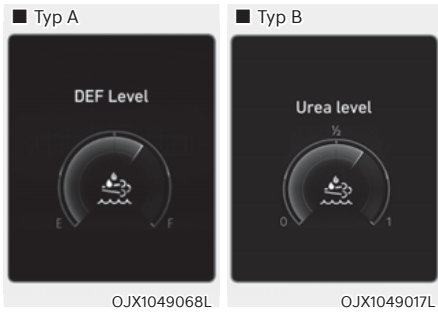 ■ Typ A
DEF Level
E F
OJX1049068L
■ Typ B
Urea level
½
0 1
OJX1049017L